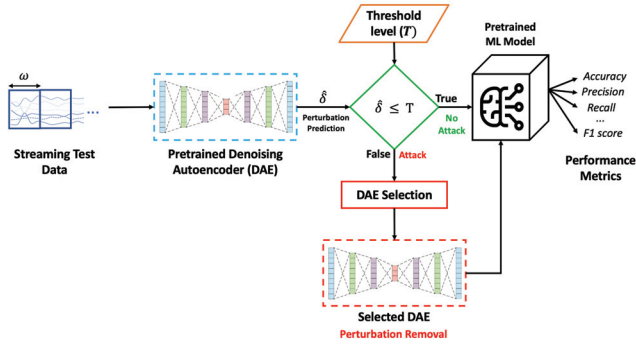 Threshold
level (T)
Pretrained
ML Model
ω
δ̂
Perturbation
Prediction
δ̂ ≤ T
True
No
Attack
Accuracy
Precision
Recall
...
F1 score
Streaming Test
Data
Pretrained Denoising
Autoencoder (DAE)
False
Attack
Performance
Metrics
DAE Selection
Selected DAE
Perturbation Removal